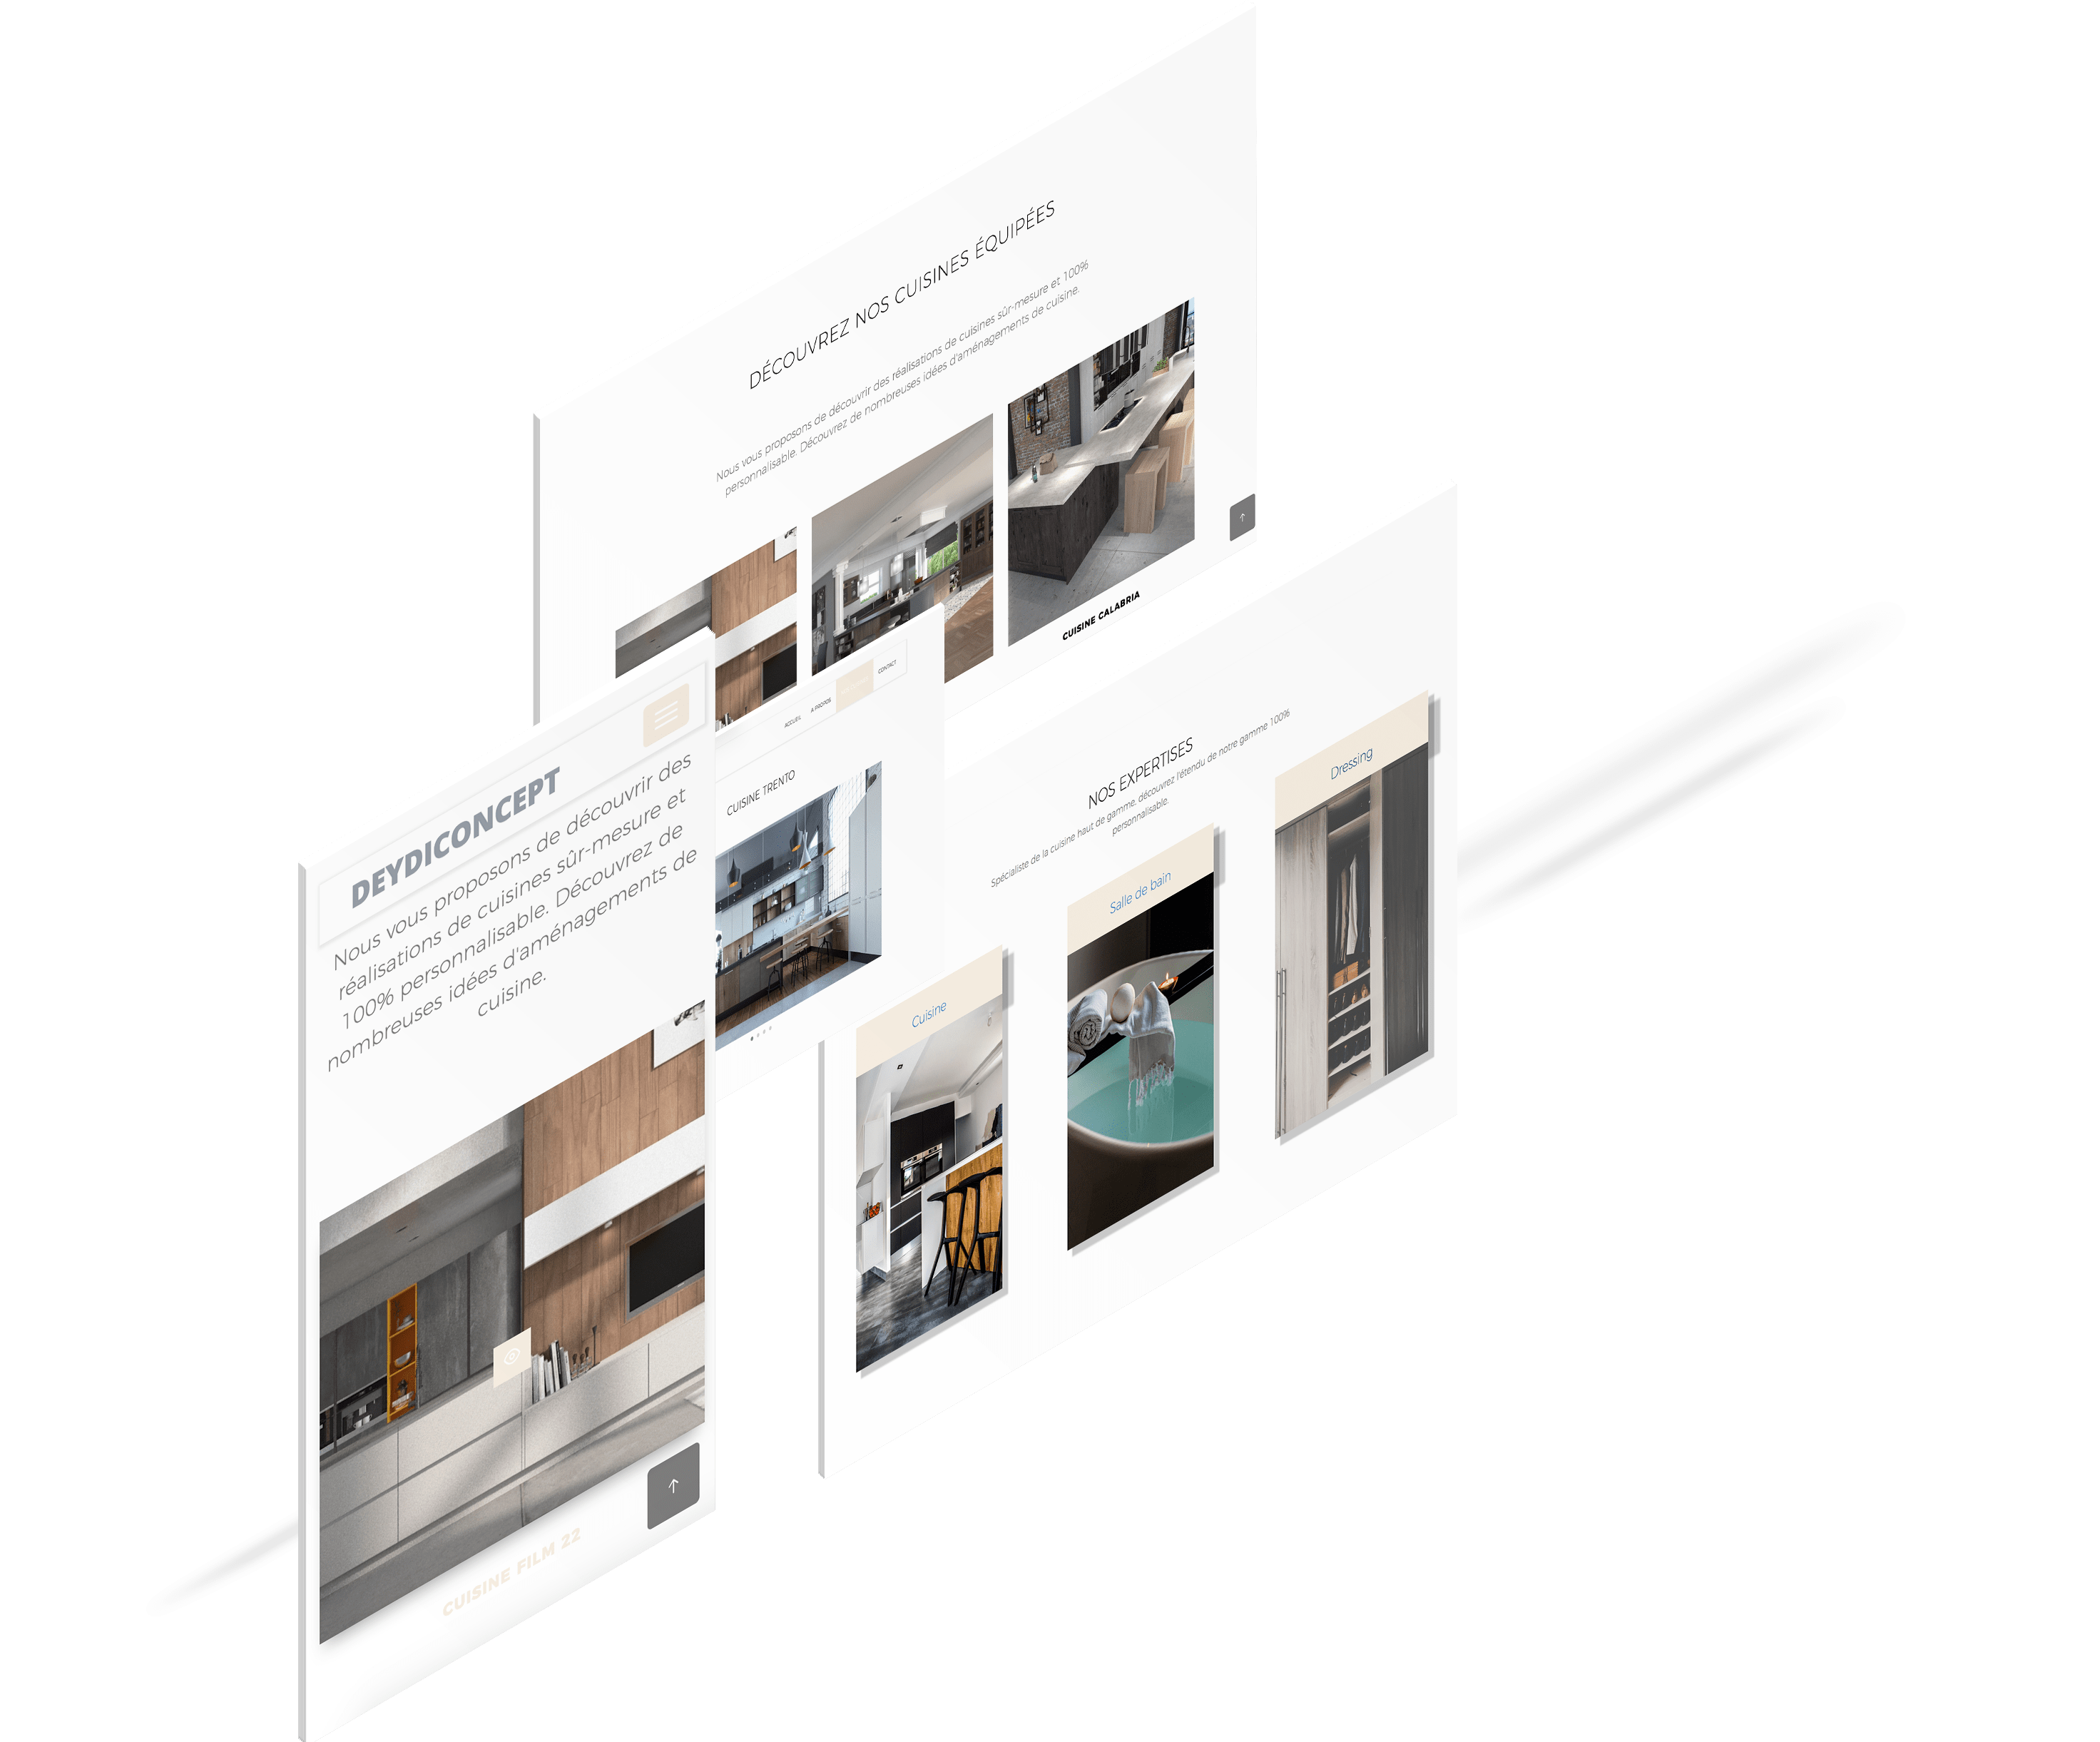 DÉCOUVREZ NOS CUISINES ÉQUIPÉES
Nous vous proposons de découvrir des réalisations de cuisines sûr-mesure et 100%
personnalisable. Découvrez de nombreuses idées d'aménagements de cuisine.
CUISINE CALABRIA
ACCUEIL
A PROPOS
CONTACT
CUISINE TRENTO
NOS EXPERTISES
Spécialiste de la cuisine haut de gamme, découvrez l'étendu de notre gamme 100%
personnalisable.
Cuisine
Salle de bain
Dressing
DEYDICONCEPT
Nous vous proposons de découvrir des
réalisations de cuisines sûr-mesure et
100% personnalisable. Découvrez de
nombreuses idées d'aménagements de
cuisine.
CUISINE FILM 22